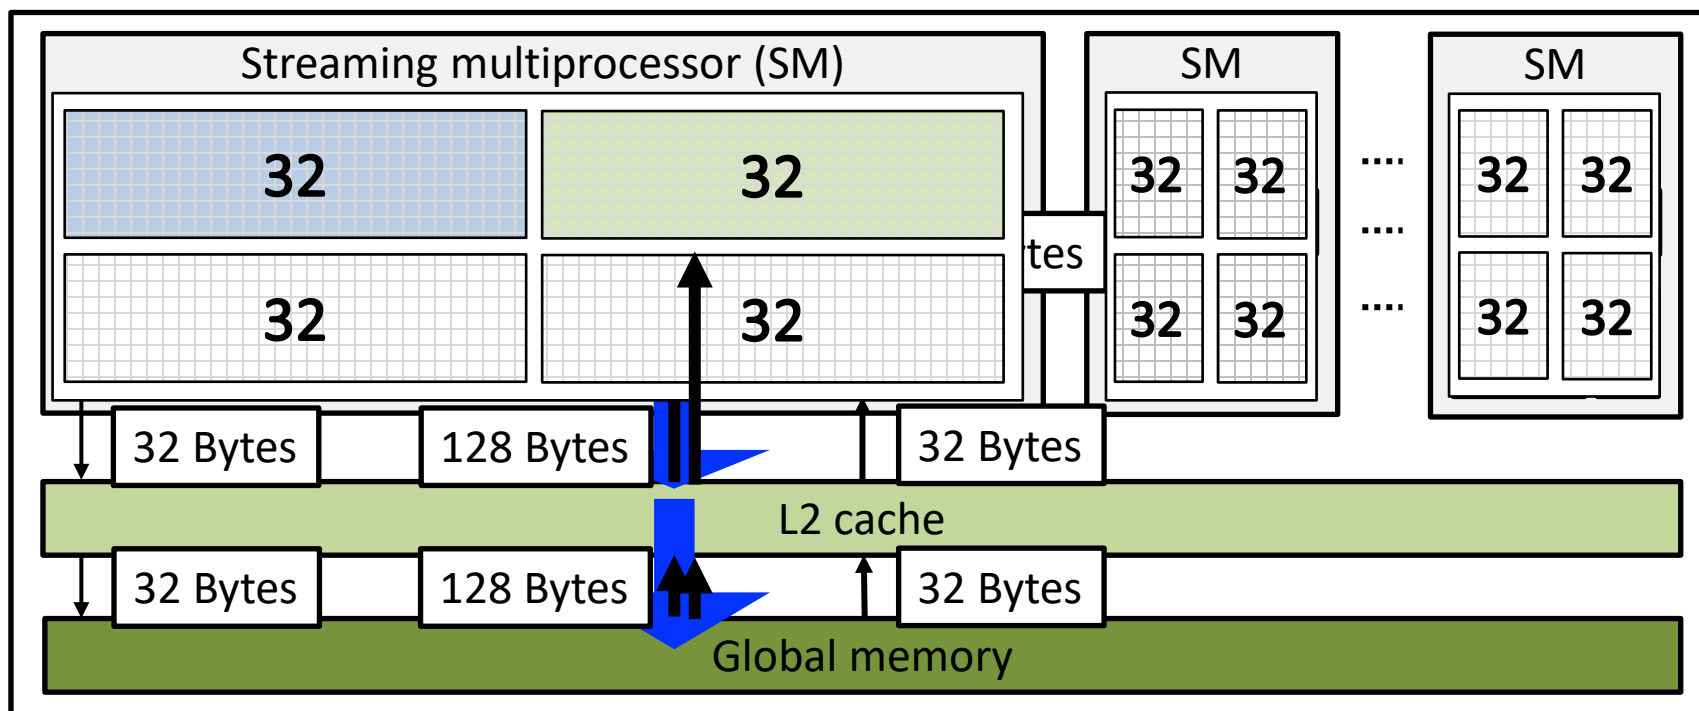 Streaming multiprocessor (SM)
SM
SM
32 32 32 32 .... 32 32
tes ....
32 32 32 32 .... 32 32
32 Bytes 128 Bytes 32 Bytes
L2 cache
32 Bytes 128 Bytes 32 Bytes
Global memory